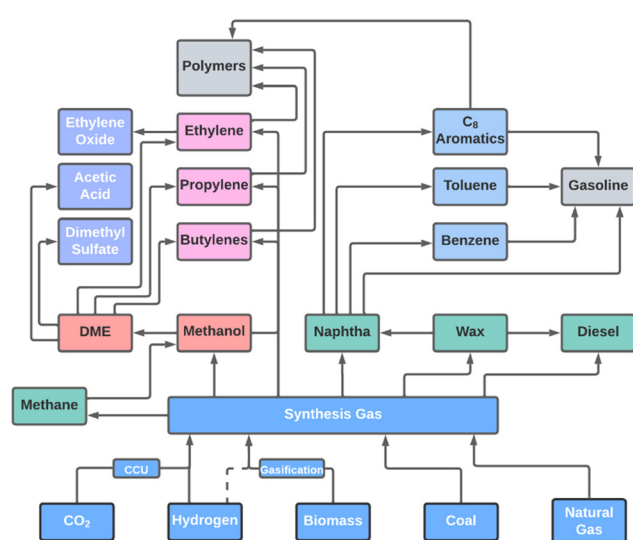 Polymers
Ethylene
Oxide
Ethylene
C₈
Aromatics
Acetic
Acid
Propylene
Toluene
Gasoline
Dimethyl
Sulfate
Butylenes
Benzene
DME
Methanol
Naphtha
Wax
Diesel
Methane
Synthesis Gas
CCU
Gasification
CO₂
Hydrogen
Biomass
Coal
Natural
Gas